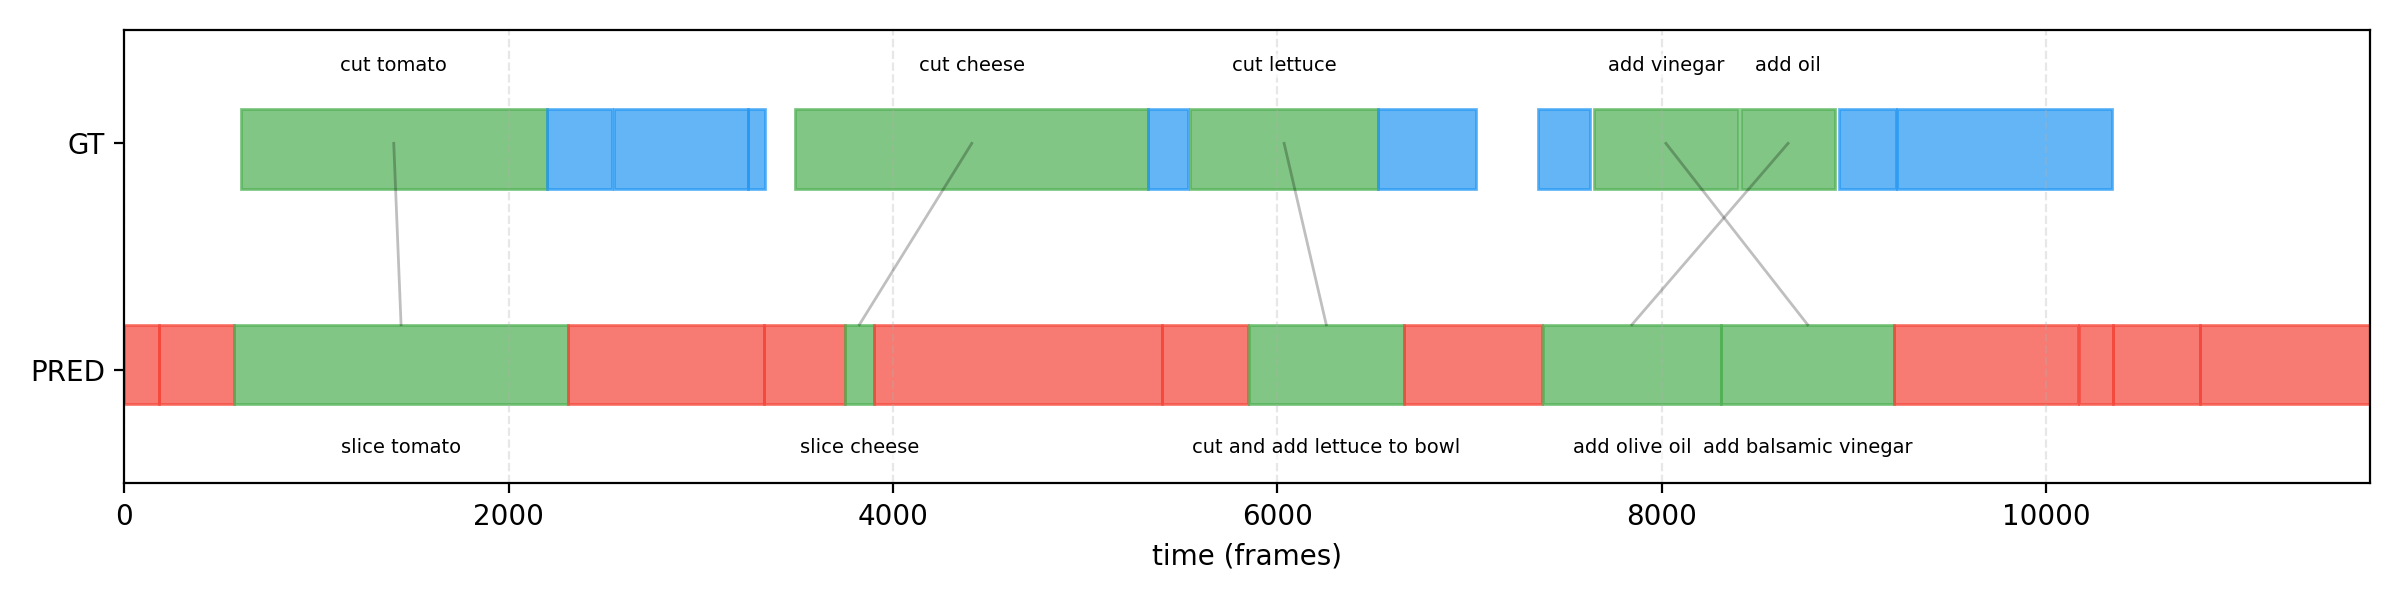 cut tomato cut cheese cut lettuce add vinegar add oil
GT
PRED
slice tomato slice cheese cut and add lettuce to bowl add olive oil add balsamic vinegar
0 2000 4000 6000 8000 10000
time (frames)